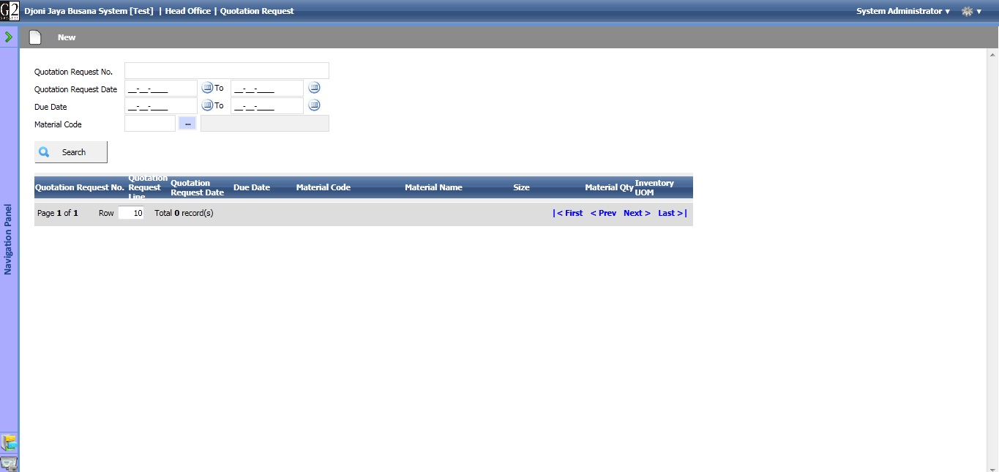 G2
Djoni Jaya Busana System [Test] | Head Office | Quotation Request
System Administrator ▼
▼
New
Quotation Request No.
Quotation Request Date __-__-____ To __-__-____
Due Date __-__-____ To __-__-____
Material Code ...
Search
Quotation Request No. Quotation Request Line Quotation Request Date Due Date Material Code Material Name Size Material Qty Inventory UOM
Page 1 of 1 Row 10 Total 0 record(s) |< First < Prev Next > Last >|
Navigation Panel